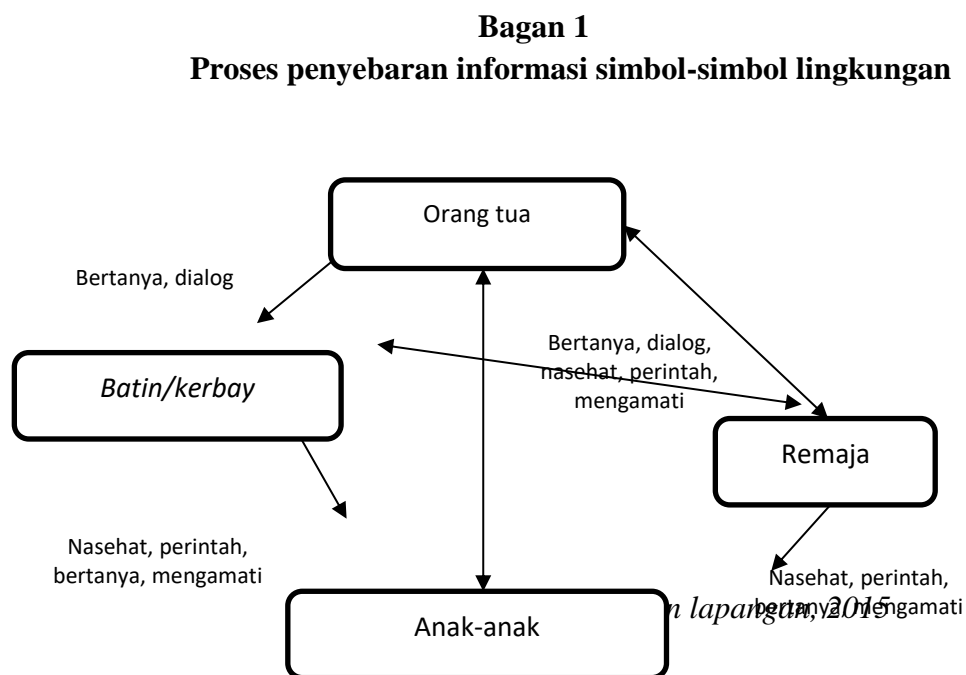 Bagan 1
Proses penyebaran informasi simbol-simbol lingkungan
Orang tua
Bertanya, dialog
Bertanya, dialog,
nasehat, perintah,
mengamati
Batin/kerbay
Remaja
Nasehat, perintah,
bertanya, mengamati
Nasehat, perintah,
bertanya, mengamati
lapangan, 2015
Anak-anak